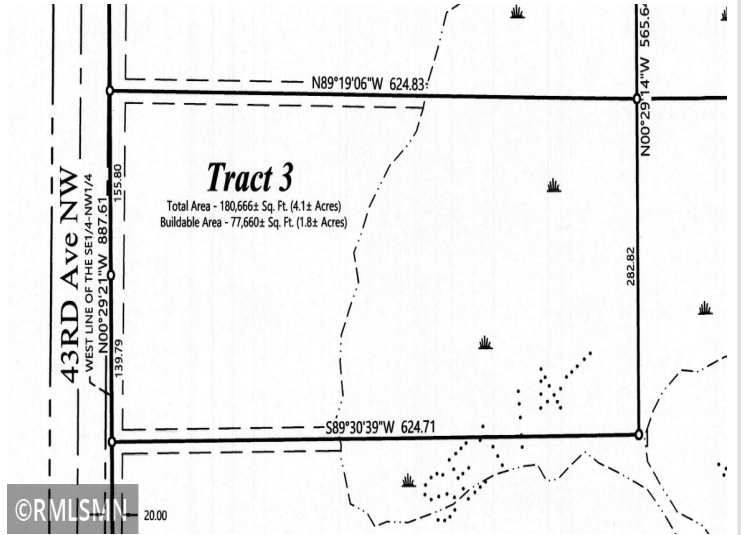 N89°19'06"W 624.83
Tract 3
Total Area - 180,666± Sq. Ft. (4.1± Acres)
Buildable Area - 77,660± Sq. Ft. (1.8± Acres)
43RD Ave NW
WEST LINE OF THE SE1/4-NW1/4
N00°29'21"W 887.61
155.80
139.79
N00°29'14"W 565.64
282.82
S89°30'39"W 624.71
20.00
©RMLSMN